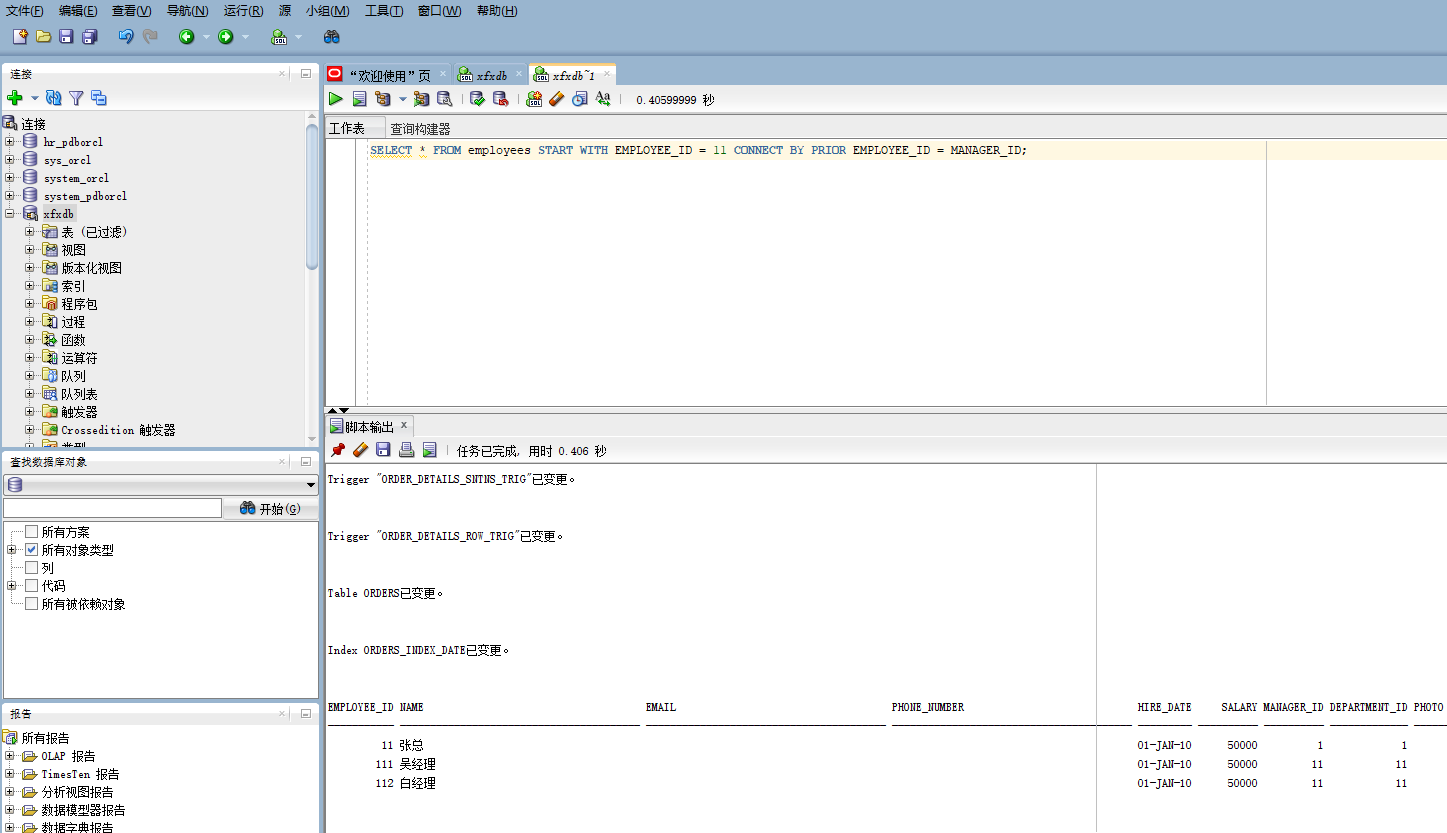 文件(F) 编辑(E) 查看(V) 导航(N) 运行(R) 源 小组(M) 工具(T) 窗口(W) 帮助(H)
连接
连接
hr_pdborcl
sys_orcl
system_orcl
system_pdborcl
xfxdb
表 (已过滤)
视图
版本化视图
索引
程序包
过程
函数
运算符
队列
队列表
触发器
Crossedition 触发器
类型
查找数据库对象
开始(G)
所有方案
所有对象类型
列
代码
所有被依赖对象
报告
所有报告
OLAP 报告
TimesTen 报告
分析视图报告
数据模型器报告
数据字典报告
“欢迎使用”页 xfxdb xfxdb~1
0.40599999 秒
工作表 查询构建器
SELECT * FROM employees START WITH EMPLOYEE_ID = 11 CONNECT BY PRIOR EMPLOYEE_ID = MANAGER_ID;
脚本输出
任务已完成, 用时 0.406 秒
Trigger "ORDER_DETAILS_SNTNS_TRIG"已变更。
Trigger "ORDER_DETAILS_ROW_TRIG"已变更。
Table ORDERS已变更。
Index ORDERS_INDEX_DATE已变更。
EMPLOYEE_ID NAME EMAIL PHONE_NUMBER HIRE_DATE SALARY MANAGER_ID DEPARTMENT_ID PHOTO
11 张总 01-JAN-10 50000 1 1
111 吴经理 01-JAN-10 50000 11 11
112 白经理 01-JAN-10 50000 11 11